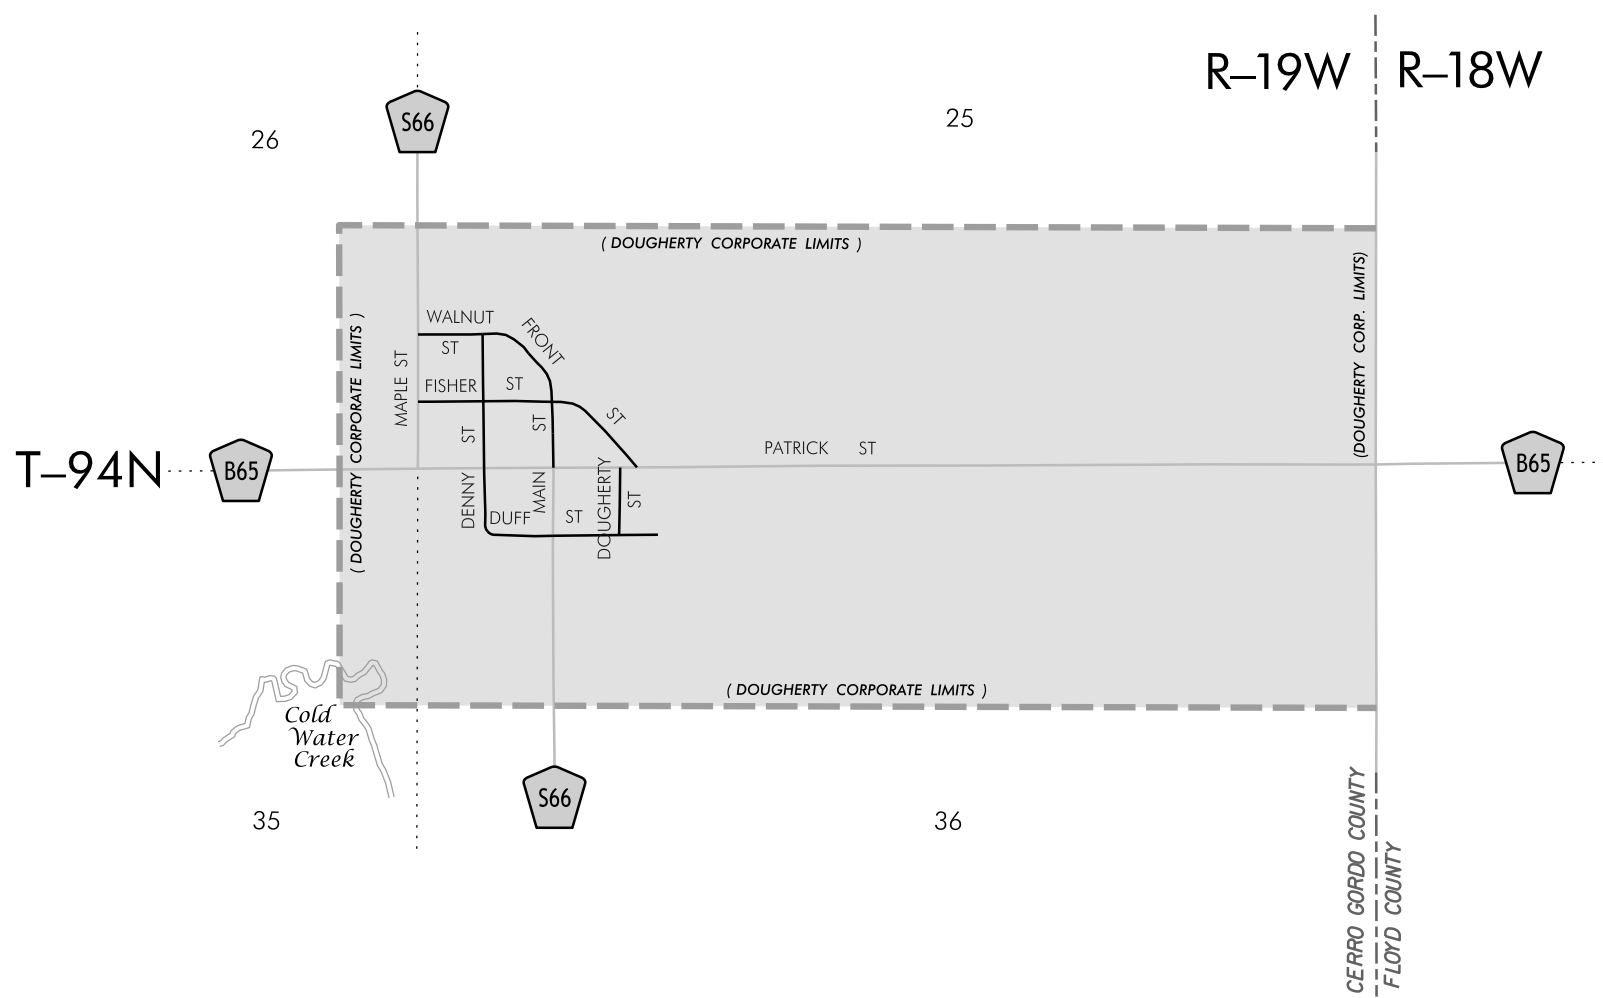 R–19W
R–18W
S66
25
26
( DOUGHERTY CORPORATE LIMITS )
(DOUGHERTY CORP. LIMITS)
( DOUGHERTY CORPORATE LIMITS )
WALNUT
ST
FRONT
ST
MAPLE ST
FISHER ST
ST
PATRICK ST
T–94N
B65
B65
DENNY ST
MAIN
DOUGHERTY ST
DUFF ST
( DOUGHERTY CORPORATE LIMITS )
Cold
Water
Creek
S66
35
36
CERRO GORDO COUNTY
FLOYD COUNTY